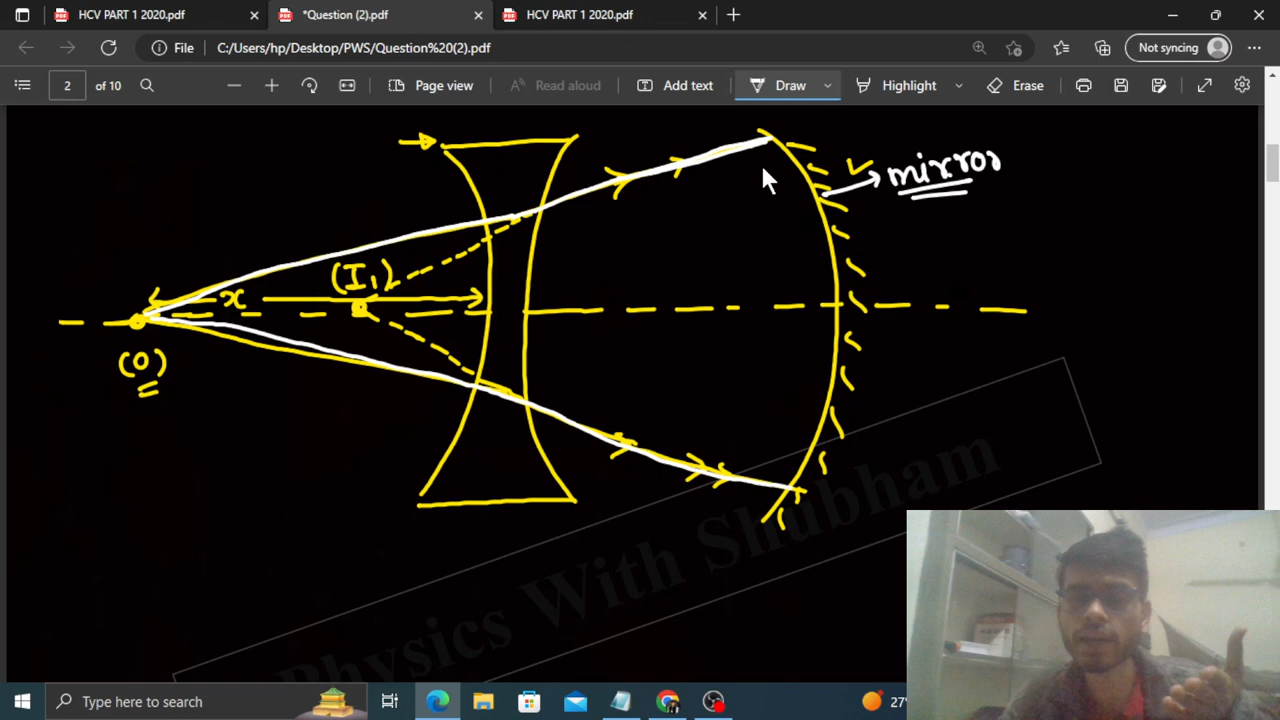 HCV PART 1 2020.pdf
*Question (2).pdf
HCV PART 1 2020.pdf
File
C:/Users/hp/Desktop/PWS/Question%20(2).pdf
Not syncing
2 of 10
Page view
Read aloud
Add text
Draw
Highlight
Erase
mirror
(I1)
x
(O)
Physics With Shubham
Type here to search
27°